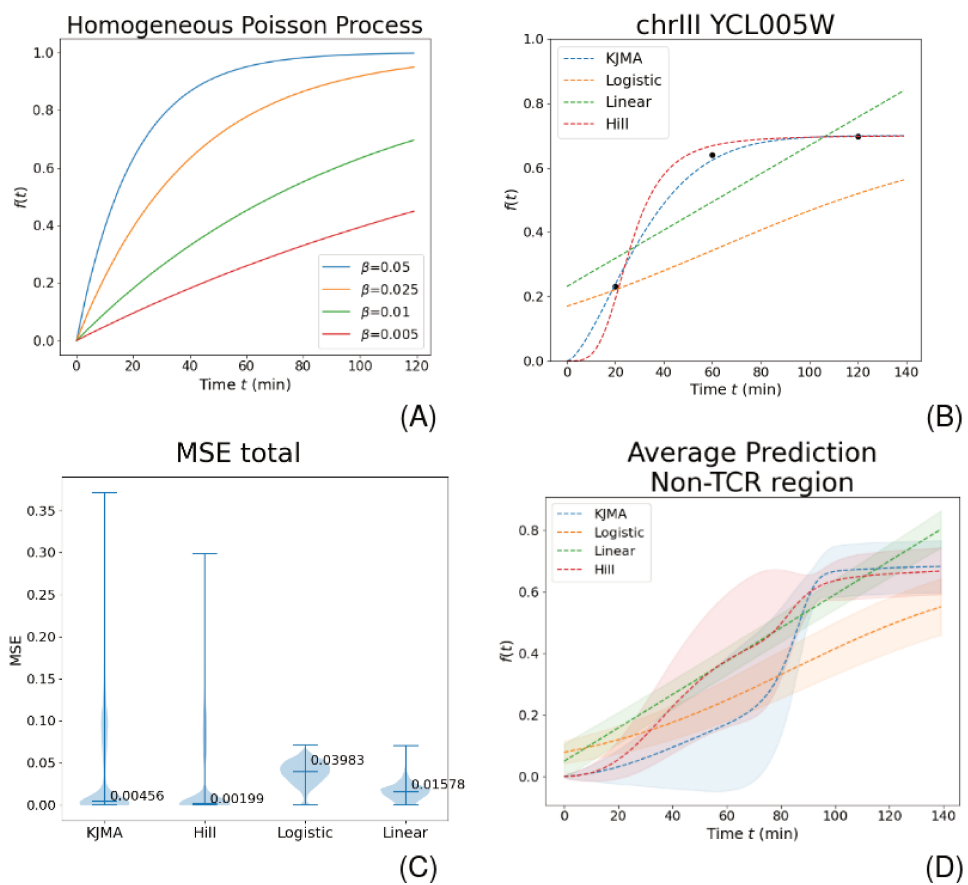 Homogeneous Poisson Process
1.0
0.8
0.6
0.4
0.2
0.0
f(t)
β=0.05
β=0.025
β=0.01
β=0.005
0 20 40 60 80 100 120
Time t (min)
(A)
chrIII YCL005W
1.0
0.8
0.6
0.4
0.2
0.0
f(t)
KJMA
Logistic
Linear
Hill
0 20 40 60 80 100 120 140
Time t (min)
(B)
MSE total
0.35
0.30
0.25
0.20
0.15
0.10
0.05
0.00
MSE
0.00456
0.00199
0.03983
0.01578
KJMA Hill Logistic Linear
(C)
Average Prediction
Non-TCR region
0.8
0.6
0.4
0.2
0.0
f(t)
KJMA
Logistic
Linear
Hill
0 20 40 60 80 100 120 140
Time t (min)
(D)